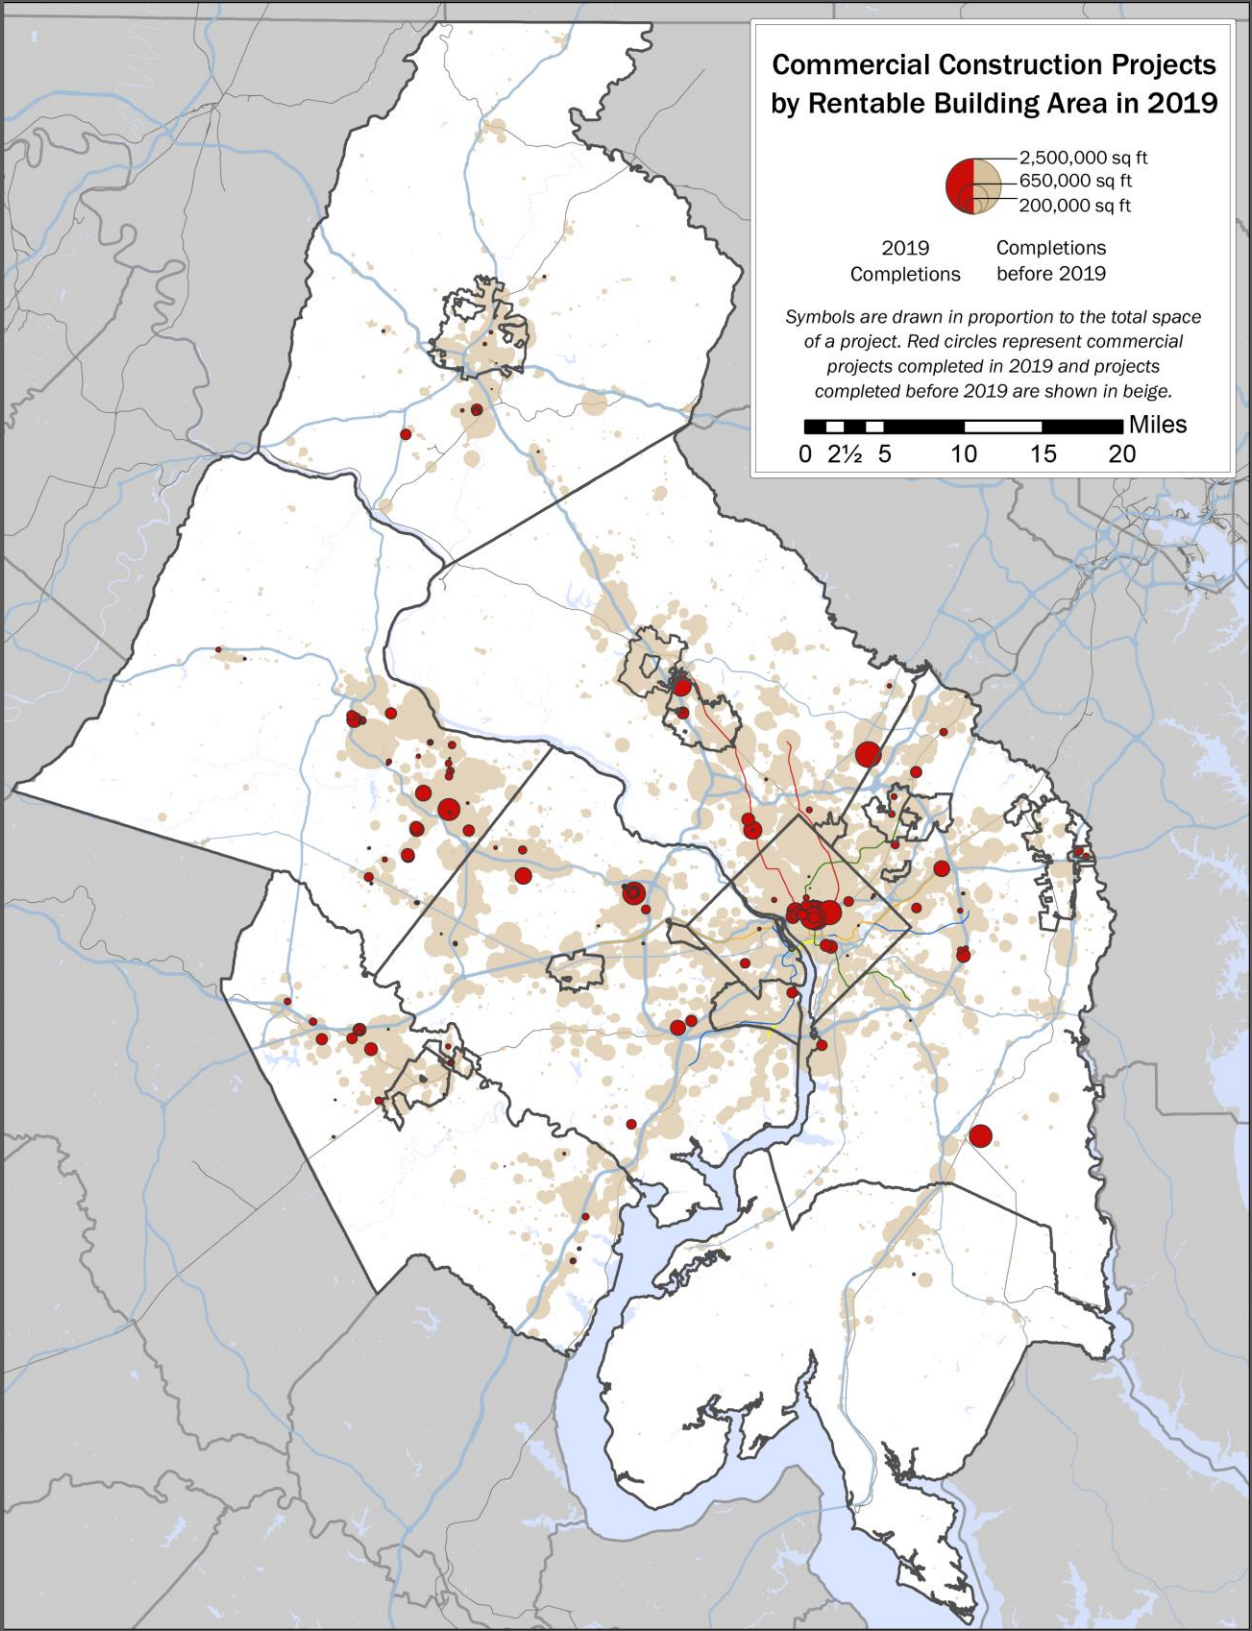 Commercial Construction Projects
by Rentable Building Area in 2019
2,500,000 sq ft
650,000 sq ft
200,000 sq ft
2019
Completions
Completions
before 2019
Symbols are drawn in proportion to the total space
of a project. Red circles represent commercial
projects completed in 2019 and projects
completed before 2019 are shown in beige.
Miles
0 2½ 5 10 15 20